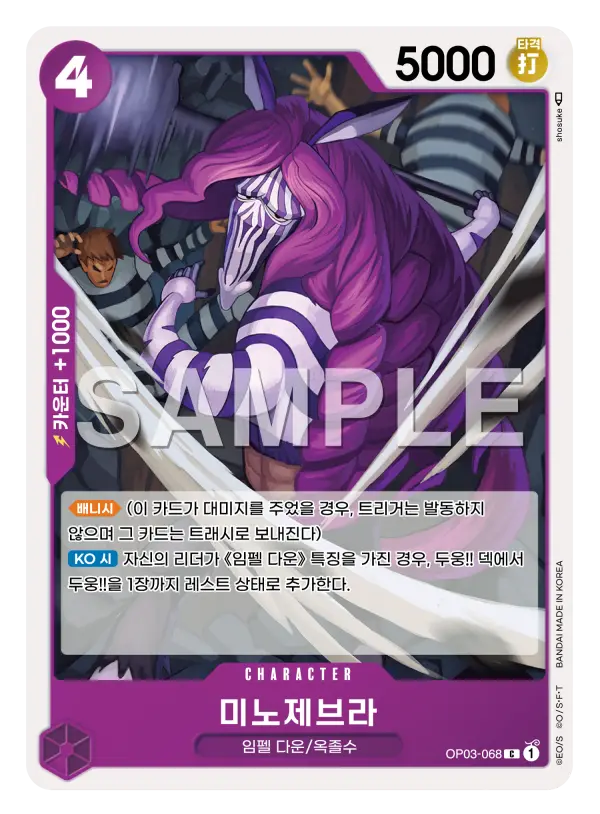 4
5000
타격
打
shosuke
카운터 +1000
SAMPLE
배니시 (이 카드가 대미지를 주었을 경우, 트리거는 발동하지
않으며 그 카드는 트래시로 보내진다)
KO 시 자신의 리더가 《임펠 다운》 특징을 가진 경우, 두웅!! 덱에서
두웅!!을 1장까지 레스트 상태로 추가한다.
CHARACTER
미노제브라
임펠 다운/옥졸수
OP03-068 C 1
©EO/S ©O/S·F·T BANDAI MADE IN KOREA